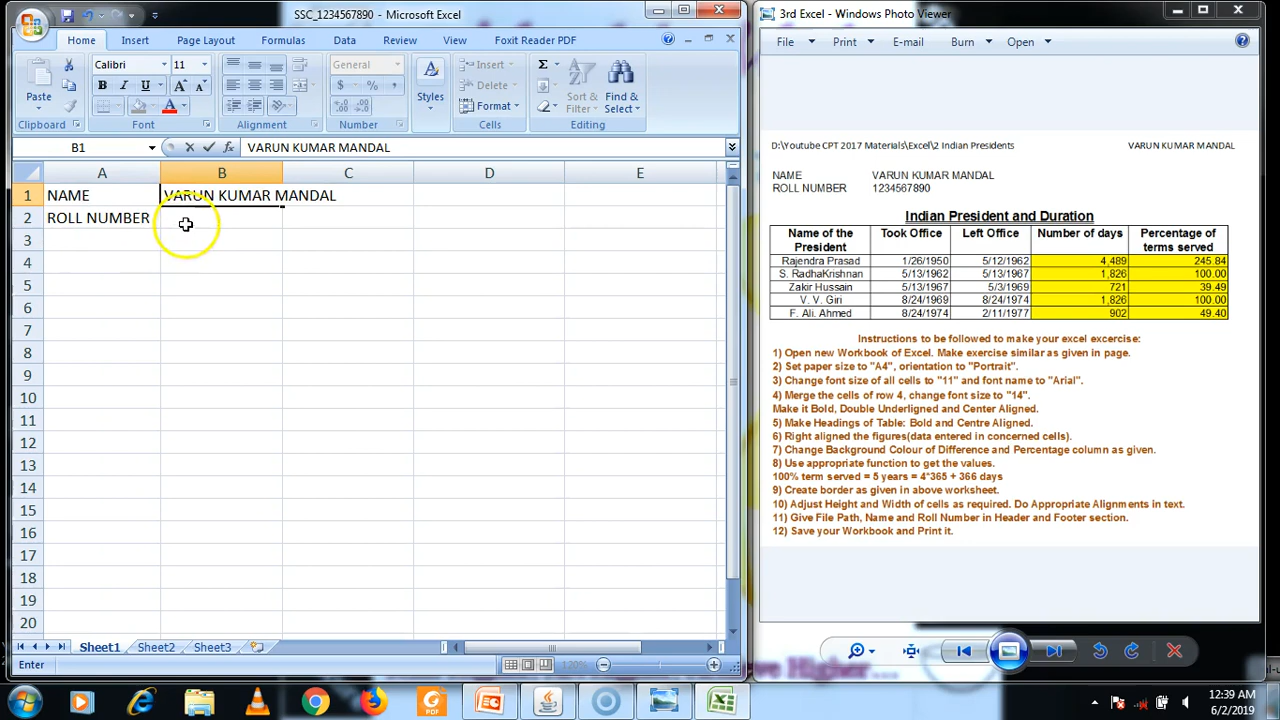 SSC_1234567890 - Microsoft Excel
Home Insert Page Layout Formulas Data Review View Foxit Reader PDF
Calibri 11
General
Paste
B I U
$ % ,
Styles
Insert
Delete
Format
Σ
Sort & Filter
Find & Select
Clipboard Font Alignment Number Cells Editing
B1 fx VARUN KUMAR MANDAL
A B C D E
1 NAME VARUN KUMAR MANDAL
2 ROLL NUMBER
3
4
5
6
7
8
9
10
11
12
13
14
15
16
17
18
19
20
Sheet1 Sheet2 Sheet3
Enter 120%
3rd Excel - Windows Photo Viewer
File Print E-mail Burn Open
D:\Youtube CPT 2017 Materials\Excel\2 Indian Presidents VARUN KUMAR MANDAL
NAME VARUN KUMAR MANDAL
ROLL NUMBER 1234567890
Indian President and Duration
Name of the President Took Office Left Office Number of days Percentage of terms served
Rajendra Prasad 1/26/1950 5/12/1962 4,489 245.84
S. RadhaKrishnan 5/13/1962 5/13/1967 1,826 100.00
Zakir Hussain 5/13/1967 5/3/1969 721 39.49
V. V. Giri 8/24/1969 8/24/1974 1,826 100.00
F. Ali. Ahmed 8/24/1974 2/11/1977 902 49.40
Instructions to be followed to make your excel excercise:
1) Open new Workbook of Excel. Make exercise similar as given in page.
2) Set paper size to "A4", orientation to "Portrait".
3) Change font size of all cells to "11" and font name to "Arial".
4) Merge the cells of row 4, change font size to "14".
Make it Bold, Double Underligned and Center Aligned.
5) Make Headings of Table: Bold and Centre Aligned.
6) Right aligned the figures(data entered in concerned cells).
7) Change Background Colour of Difference and Percentage column as given.
8) Use appropriate function to get the values.
100% term served = 5 years = 4*365 + 366 days
9) Create border as given in above worksheet.
10) Adjust Height and Width of cells as required. Do Appropriate Alignments in text.
11) Give File Path, Name and Roll Number in Header and Footer section.
12) Save your Workbook and Print it.
12:39 AM
6/2/2019